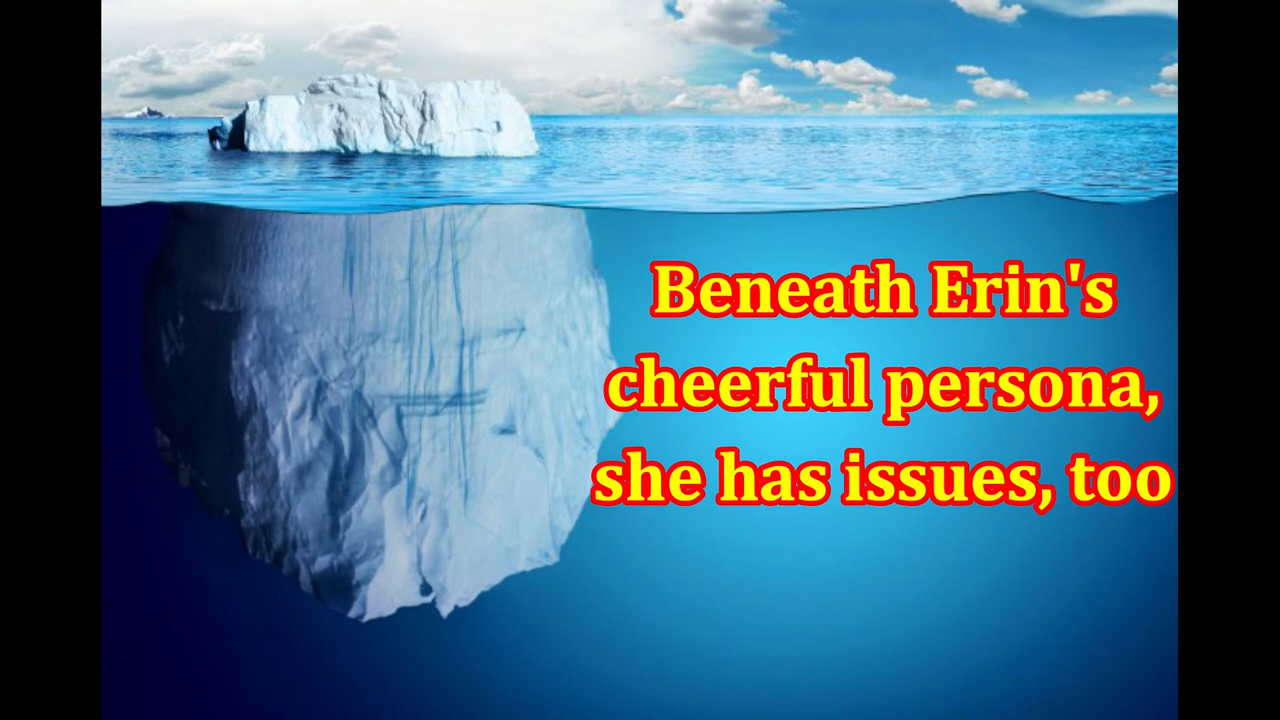 Beneath Erin's
cheerful persona,
she has issues, too